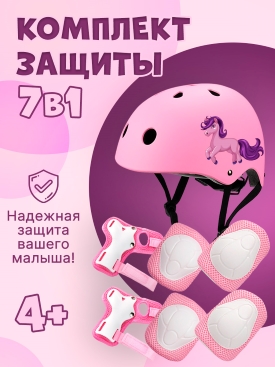 КОМПЛЕКТ
ЗАЩИТЫ
7В1
Надежная
защита
вашего
малыша!
4+